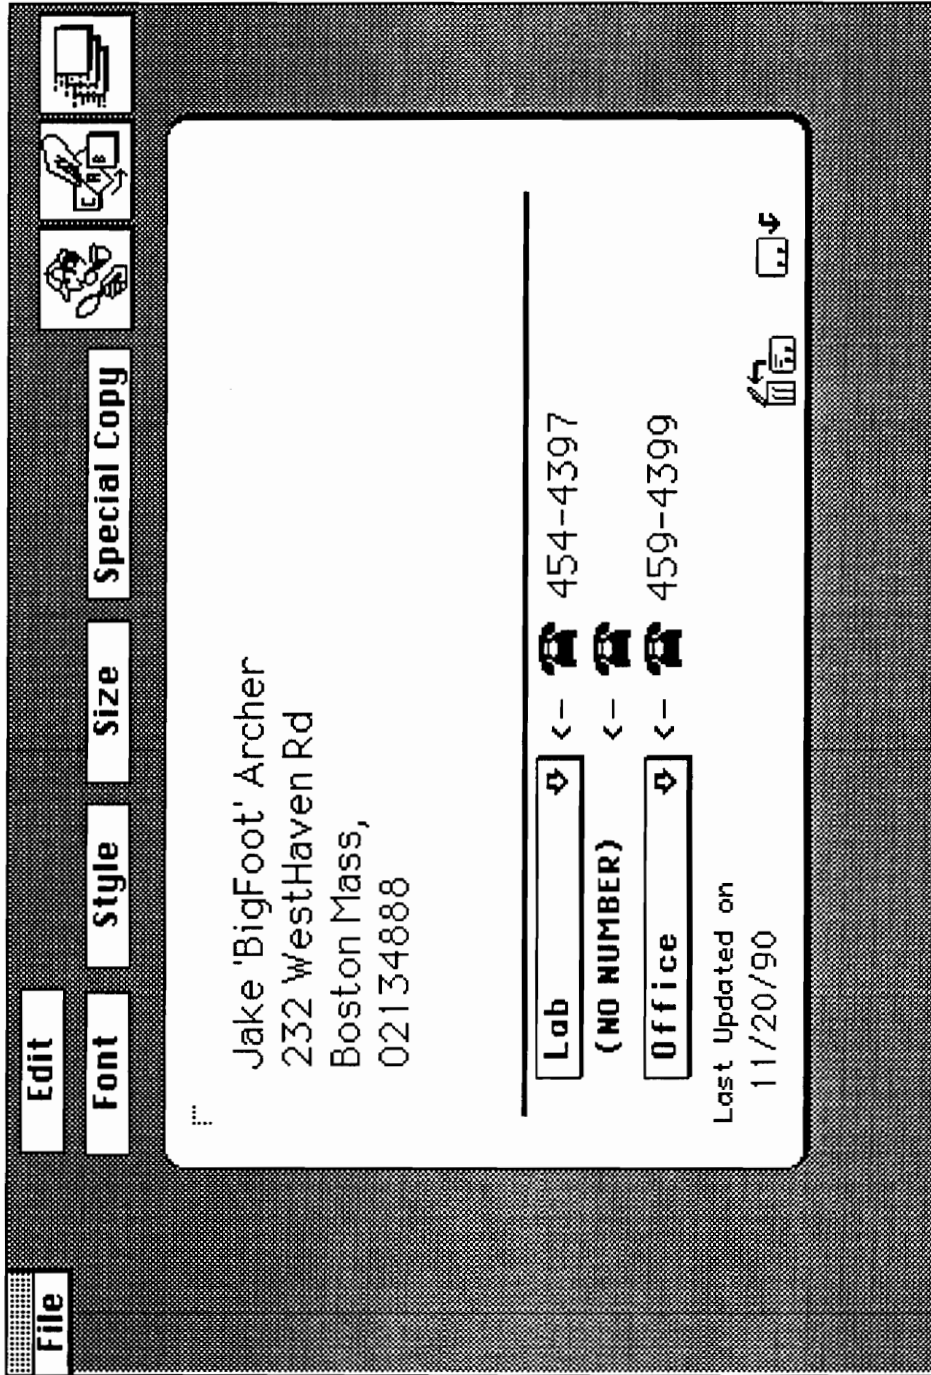 File
Edit
Font
Style
Size
Special Copy
C A B
Jake 'BigFoot' Archer
232 WestHaven Rd
Boston Mass,
02134888
Lab <- 454-4397
(NO NUMBER) <-
Office <- 459-4399
Last Updated on
11/20/90